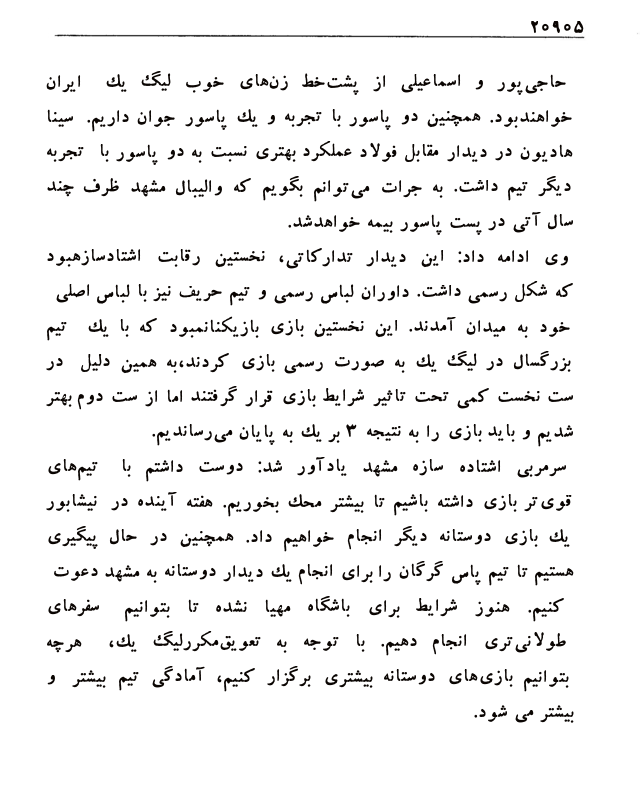 ۲۰۹۰۵
حاجی‌پور و اسماعیلی از پشت‌خط زن‌های خوب لیگ یك ایران
خواهندبود. همچنین دو پاسور با تجربه و یك پاسور جوان داریم. سینا
هادیون در دیدار مقابل فولاد عملکرد بهتری نسبت به دو پاسور با تجربه
دیگر تیم داشت. به جرات می‌توانم بگویم که والیبال مشهد ظرف چند
سال آتی در پست پاسور بیمه خواهدشد.
وی ادامه داد: این دیدار تدارکاتی، نخستین رقابت اشتادسازهبود
که شکل رسمی داشت. داوران لباس رسمی و تیم حریف نیز با لباس اصلی
خود به میدان آمدند. این نخستین بازی بازیکنانمبود که با یك تیم
بزرگسال در لیگ یك به صورت رسمی بازی کردند،به همین دلیل در
ست نخست کمی تحت تاثیر شرایط بازی قرار گرفتند اما از ست دوم بهتر
شدیم و باید بازی را به نتیجه ۳ بر یك به پایان می‌رساندیم.
سرمربی اشتاده سازه مشهد یادآور شد: دوست داشتم با تیم‌های
قوی‌تر بازی داشته باشیم تا بیشتر محك بخوریم. هفته آینده در نیشابور
یك بازی دوستانه دیگر انجام خواهیم داد. همچنین در حال پیگیری
هستیم تا تیم پاس گرگان را برای انجام یك دیدار دوستانه به مشهد دعوت
کنیم. هنوز شرایط برای باشگاه مهیا نشده تا بتوانیم سفرهای
طولانی‌تری انجام دهیم. با توجه به تعویق‌مکررلیگ یك، هرچه
بتوانیم بازی‌های دوستانه بیشتری برگزار کنیم، آمادگی تیم بیشتر و
بیشتر می شود.